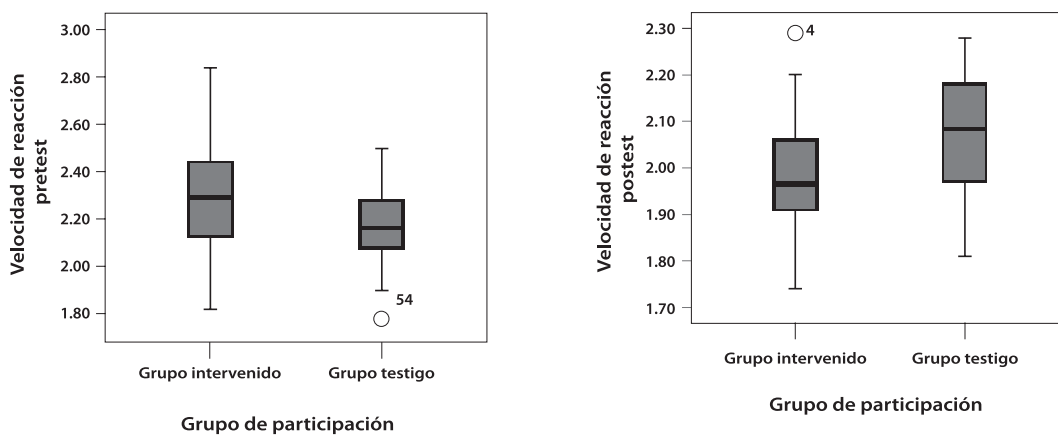 Velocidad de reacción
pretest
3.00
2.80
2.60
2.40
2.20
2.00
1.80
54
Grupo intervenido
Grupo testigo
Grupo de participación
Velocidad de reacción
postest
2.30
2.20
2.10
2.00
1.90
1.80
1.70
4
Grupo intervenido
Grupo testigo
Grupo de participación